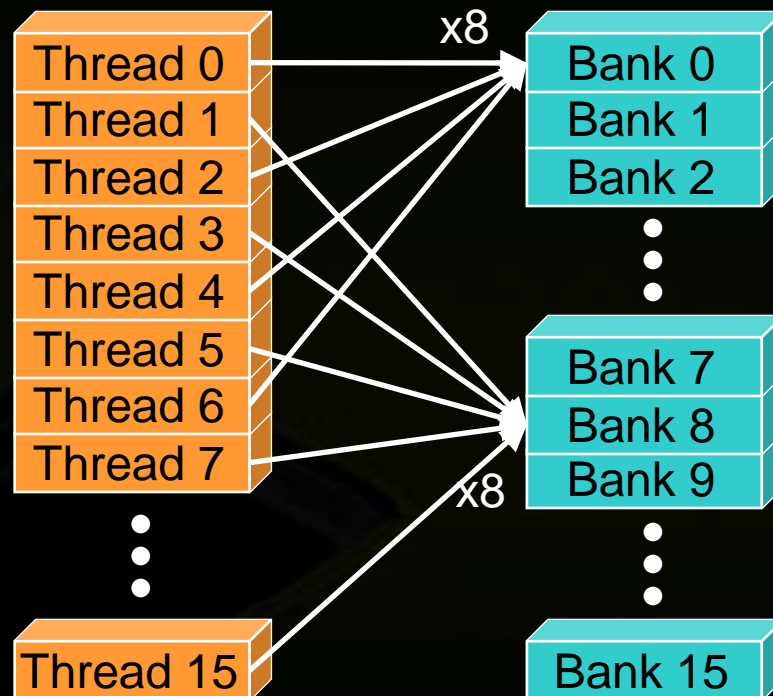 x8
Thread 0
Thread 1
Thread 2
Thread 3
Thread 4
Thread 5
Thread 6
Thread 7
Thread 15
x8
Bank 0
Bank 1
Bank 2
Bank 7
Bank 8
Bank 9
Bank 15